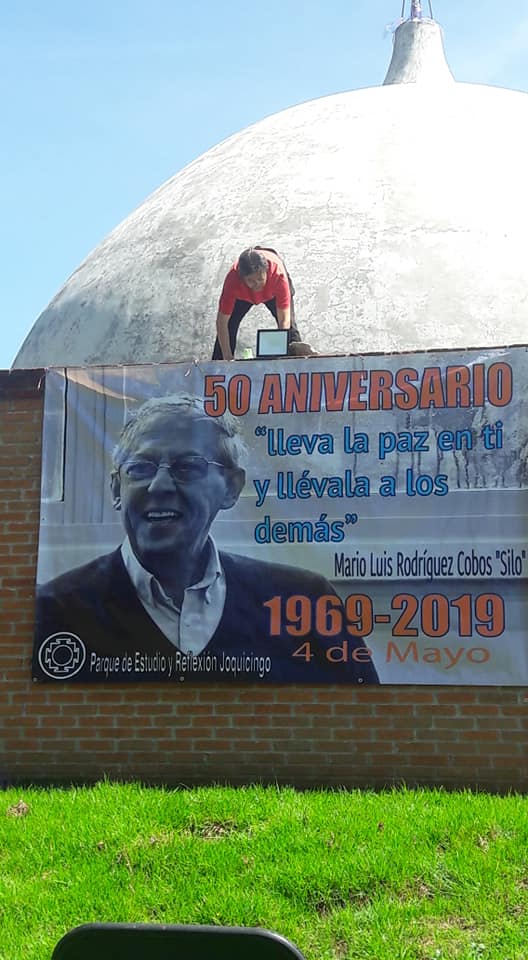 50 ANIVERSARIO
“lleva la paz en ti
y llévala a los
demás”
Mario Luis Rodríguez Cobos "Silo"
1969-2019
4 de Mayo
Parque de Estudio y Reflexión Joquicingo